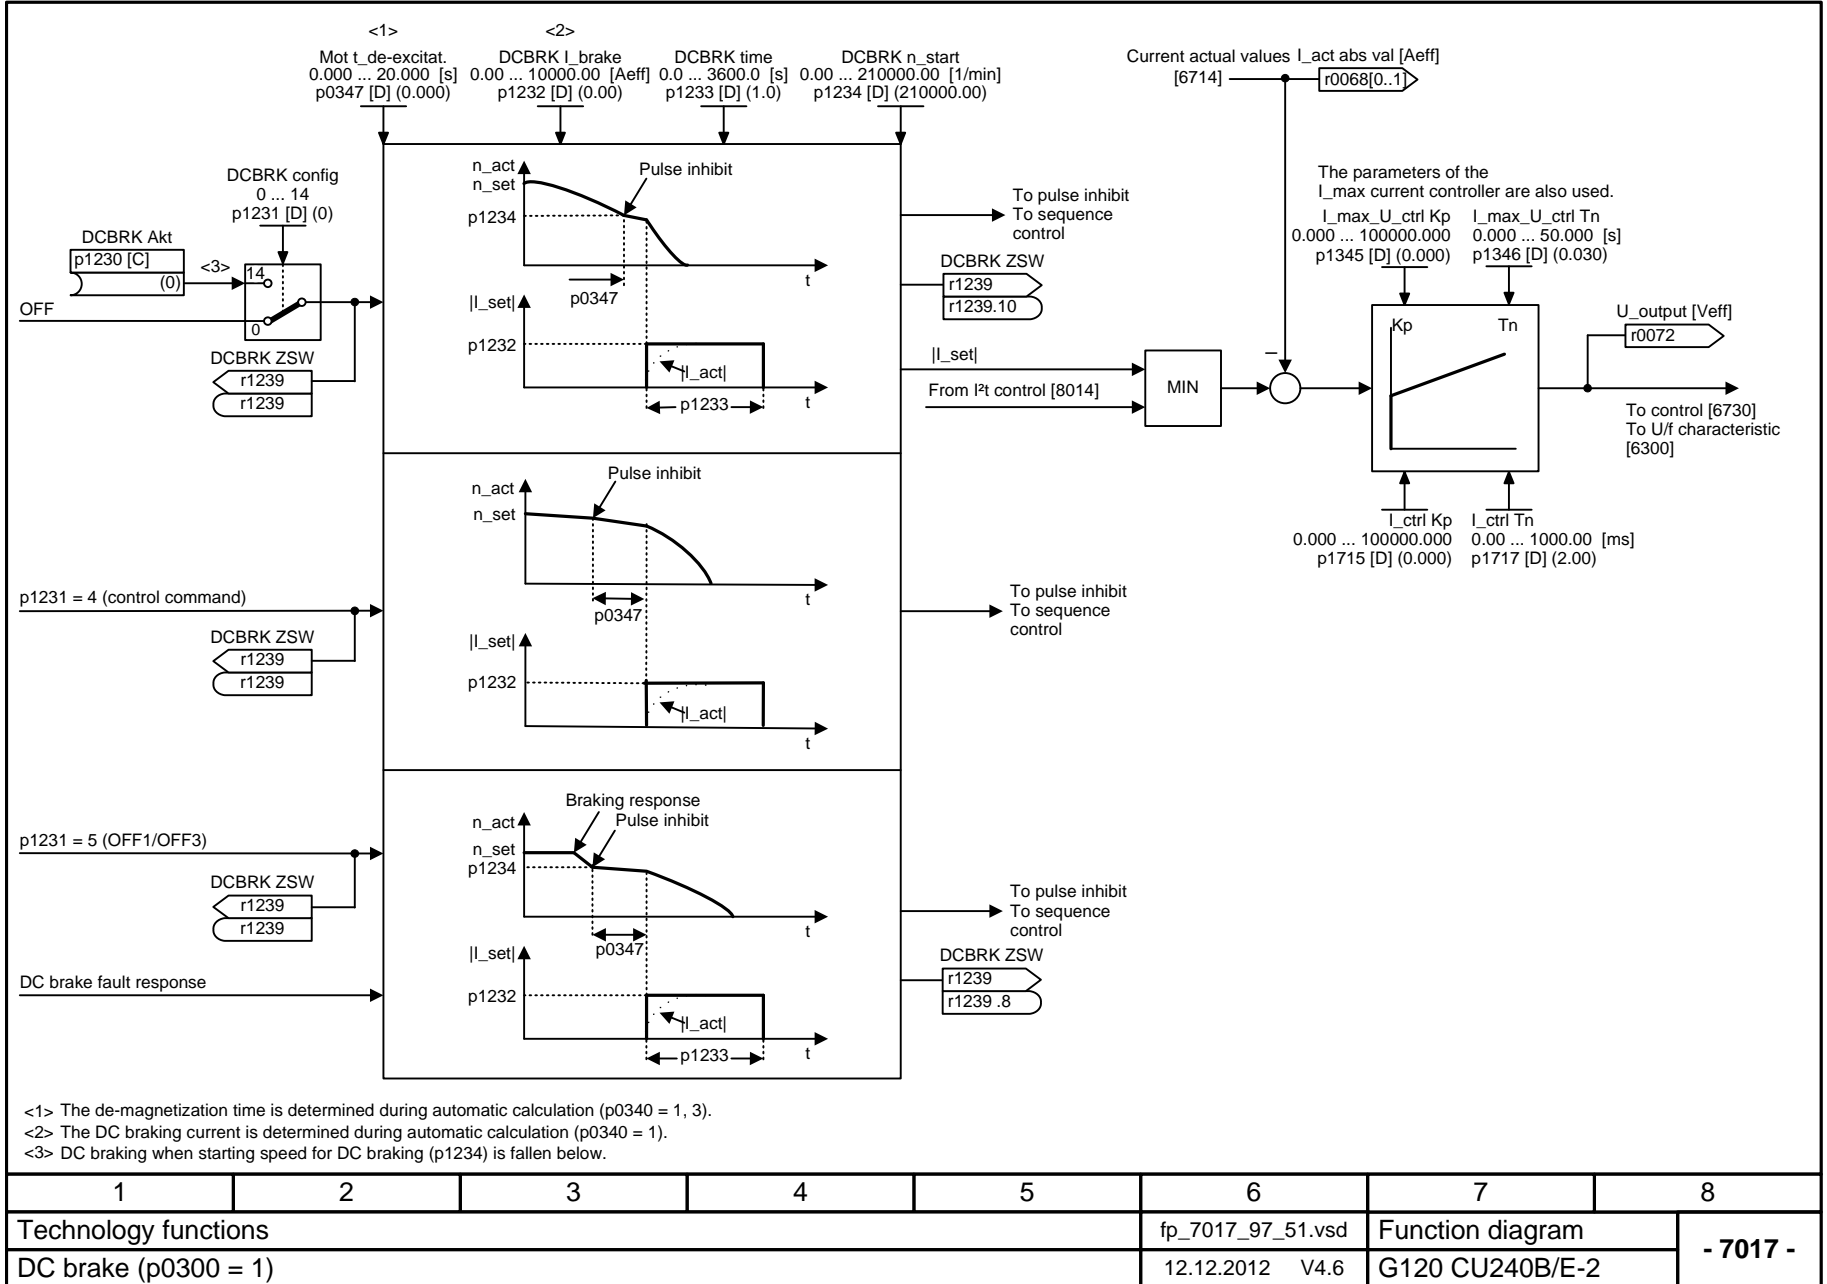 <1>
Mot t_de-excitat.
0.000 ... 20.000 [s]
p0347 [D] (0.000)
<2>
DCBRK I_brake
0.00 ... 10000.00 [Aeff]
p1232 [D] (0.00)
DCBRK time
0.0 ... 3600.0 [s]
p1233 [D] (1.0)
DCBRK n_start
0.00 ... 210000.00 [1/min]
p1234 [D] (210000.00)
Current actual values
[6714]
I_act abs val [Aeff]
r0068[0..1]
DCBRK config
0 ... 14
p1231 [D] (0)
DCBRK Akt
p1230 [C]
(0)
<3>
14
0
OFF
DCBRK ZSW
r1239
r1239
n_act
n_set
p1234
Pulse inhibit
p0347
t
|I_set|
p1232
|I_act|
p1233
t
To pulse inhibit
To sequence
control
DCBRK ZSW
r1239
r1239.10
|I_set|
From I²t control [8014]
MIN
–
The parameters of the
I_max current controller are also used.
I_max_U_ctrl Kp
0.000 ... 100000.000
p1345 [D] (0.000)
I_max_U_ctrl Tn
0.000 ... 50.000 [s]
p1346 [D] (0.030)
Kp
Tn
U_output [Veff]
r0072
To control [6730]
To U/f characteristic
[6300]
I_ctrl Kp
0.000 ... 100000.000
p1715 [D] (0.000)
I_ctrl Tn
0.00 ... 1000.00 [ms]
p1717 [D] (2.00)
p1231 = 4 (control command)
DCBRK ZSW
r1239
r1239
n_act
n_set
Pulse inhibit
p0347
t
|I_set|
p1232
|I_act|
t
To pulse inhibit
To sequence
control
p1231 = 5 (OFF1/OFF3)
DCBRK ZSW
r1239
r1239
DC brake fault response
Braking response
Pulse inhibit
n_act
n_set
p1234
p0347
t
|I_set|
p1232
|I_act|
p1233
t
To pulse inhibit
To sequence
control
DCBRK ZSW
r1239
r1239 .8
<1> The de-magnetization time is determined during automatic calculation (p0340 = 1, 3).
<2> The DC braking current is determined during automatic calculation (p0340 = 1).
<3> DC braking when starting speed for DC braking (p1234) is fallen below.
1 2 3 4 5 6 7 8
Technology functions
fp_7017_97_51.vsd
Function diagram
- 7017 -
DC brake (p0300 = 1)
12.12.2012 V4.6
G120 CU240B/E-2